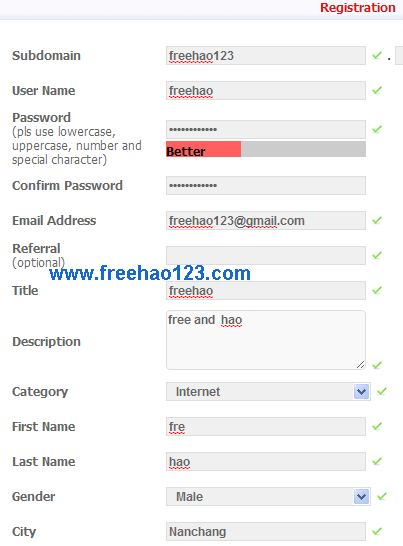 Registration
Subdomain freehao123 .
User Name freehao
Password ••••••••••••
(pls use lowercase,
uppercase, number and
special character) Better
Confirm Password ••••••••••••
Email Address freehao123@gmail.com
Referral
(optional)
www.freehao123.com
Title freehao
Description free and hao
Category Internet
First Name fre
Last Name hao
Gender Male
City Nanchang